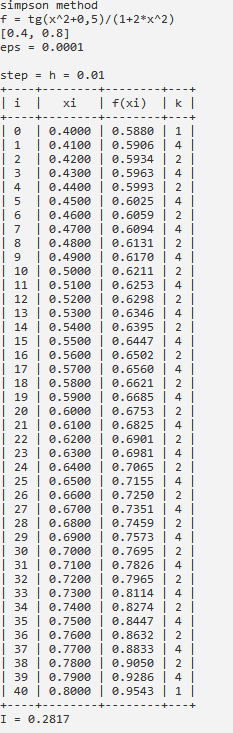 simpson method
f = tg(x^2+0,5)/(1+2*x^2)
[0.4, 0.8]
eps = 0.0001
step = h = 0.01
+----+--------+---------+---+
| i | xi | f(xi) | k |
+----+--------+---------+---+
| 0 | 0.4000 | 0.5880 | 1 |
| 1 | 0.4100 | 0.5906 | 4 |
| 2 | 0.4200 | 0.5934 | 2 |
| 3 | 0.4300 | 0.5963 | 4 |
| 4 | 0.4400 | 0.5993 | 2 |
| 5 | 0.4500 | 0.6025 | 4 |
| 6 | 0.4600 | 0.6059 | 2 |
| 7 | 0.4700 | 0.6094 | 4 |
| 8 | 0.4800 | 0.6131 | 2 |
| 9 | 0.4900 | 0.6170 | 4 |
| 10 | 0.5000 | 0.6211 | 2 |
| 11 | 0.5100 | 0.6253 | 4 |
| 12 | 0.5200 | 0.6298 | 2 |
| 13 | 0.5300 | 0.6346 | 4 |
| 14 | 0.5400 | 0.6395 | 2 |
| 15 | 0.5500 | 0.6447 | 4 |
| 16 | 0.5600 | 0.6502 | 2 |
| 17 | 0.5700 | 0.6560 | 4 |
| 18 | 0.5800 | 0.6621 | 2 |
| 19 | 0.5900 | 0.6685 | 4 |
| 20 | 0.6000 | 0.6753 | 2 |
| 21 | 0.6100 | 0.6825 | 4 |
| 22 | 0.6200 | 0.6901 | 2 |
| 23 | 0.6300 | 0.6981 | 4 |
| 24 | 0.6400 | 0.7065 | 2 |
| 25 | 0.6500 | 0.7155 | 4 |
| 26 | 0.6600 | 0.7250 | 2 |
| 27 | 0.6700 | 0.7351 | 4 |
| 28 | 0.6800 | 0.7459 | 2 |
| 29 | 0.6900 | 0.7573 | 4 |
| 30 | 0.7000 | 0.7695 | 2 |
| 31 | 0.7100 | 0.7826 | 4 |
| 32 | 0.7200 | 0.7965 | 2 |
| 33 | 0.7300 | 0.8114 | 4 |
| 34 | 0.7400 | 0.8274 | 2 |
| 35 | 0.7500 | 0.8447 | 4 |
| 36 | 0.7600 | 0.8632 | 2 |
| 37 | 0.7700 | 0.8833 | 4 |
| 38 | 0.7800 | 0.9050 | 2 |
| 39 | 0.7900 | 0.9286 | 4 |
| 40 | 0.8000 | 0.9543 | 1 |
+----+--------+---------+---+
I = 0.2817